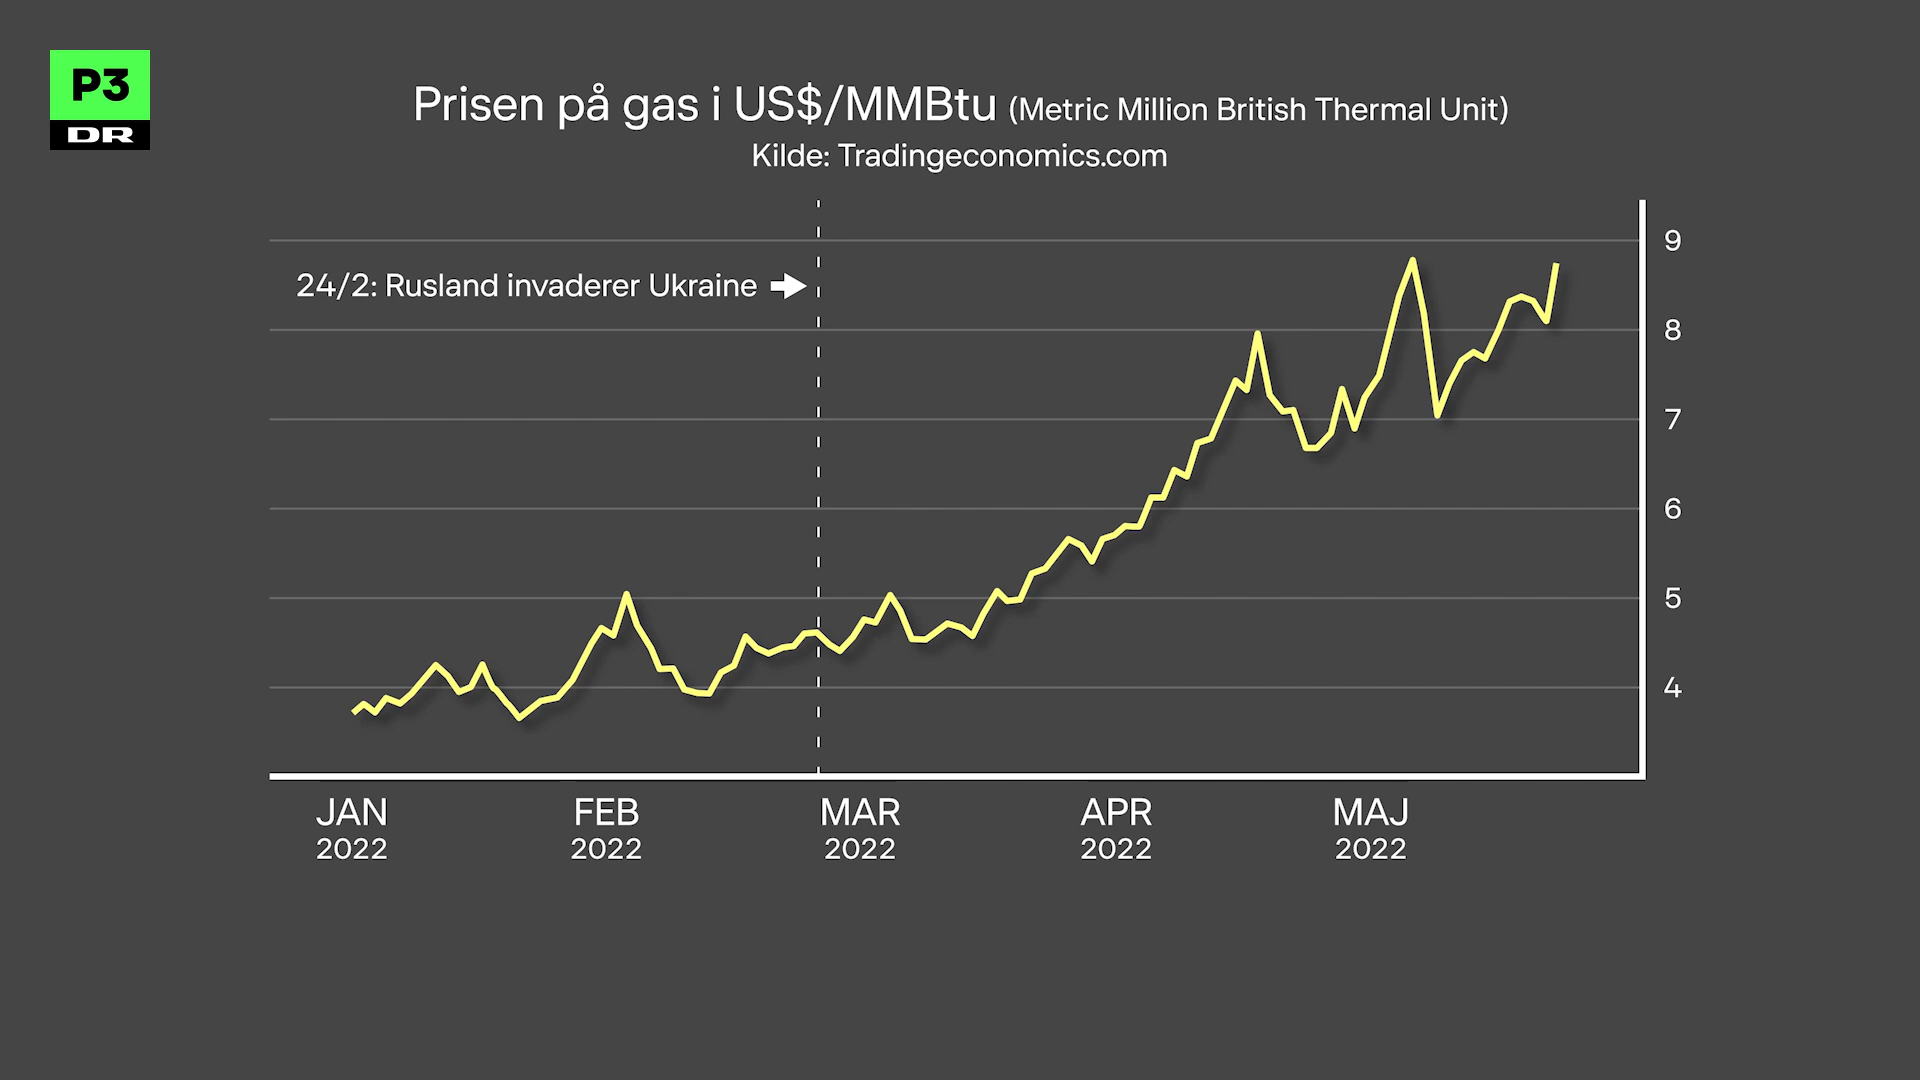 P3
DR
Prisen på gas i US$/MMBtu (Metric Million British Thermal Unit)
Kilde: Tradingeconomics.com
24/2: Rusland invaderer Ukraine
9
8
7
6
5
4
JAN FEB MAR APR MAJ
2022 2022 2022 2022 2022